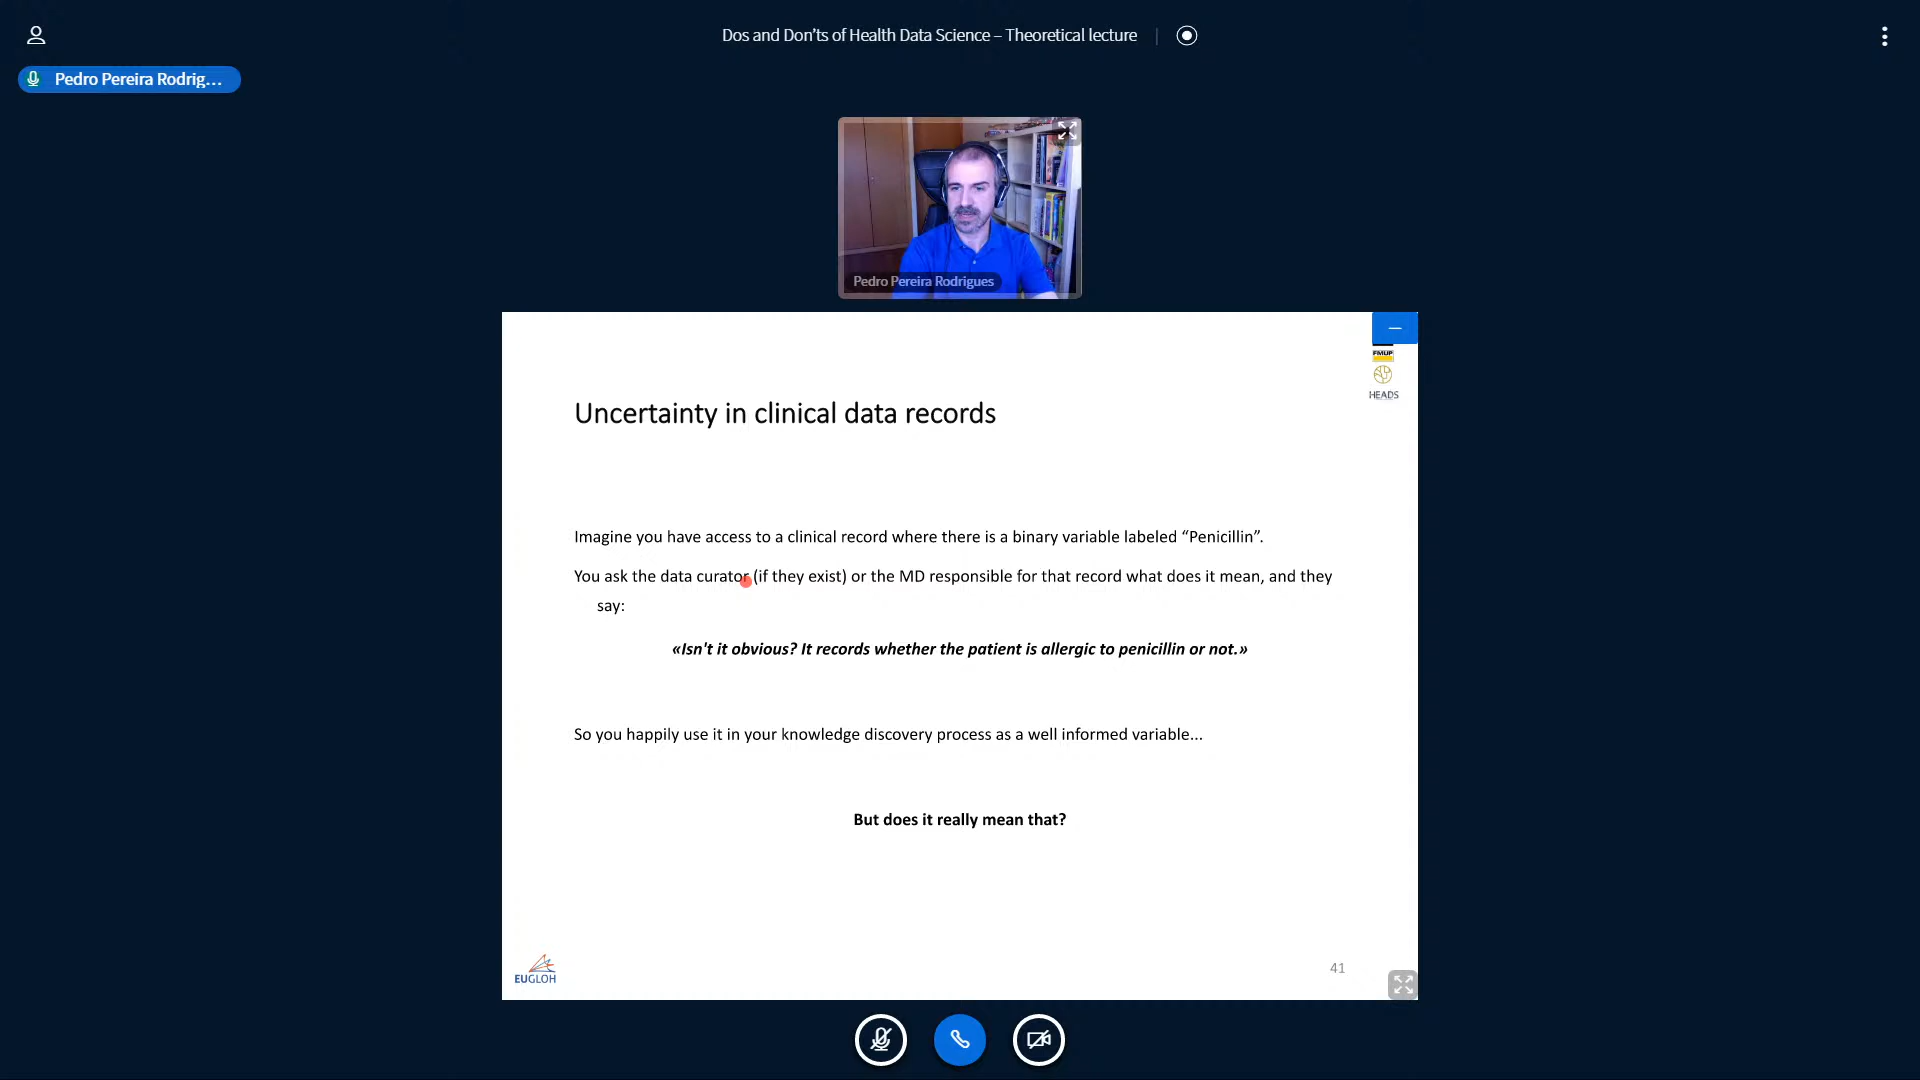 Dos and Don'ts of Health Data Science – Theoretical lecture
Pedro Pereira Rodrig...
Pedro Pereira Rodrigues
FMUP
HEADS
Uncertainty in clinical data records
Imagine you have access to a clinical record where there is a binary variable labeled “Penicillin”.
You ask the data curator (if they exist) or the MD responsible for that record what does it mean, and they
say:
«Isn't it obvious? It records whether the patient is allergic to penicillin or not.»
So you happily use it in your knowledge discovery process as a well informed variable...
But does it really mean that?
EUGLOH
41